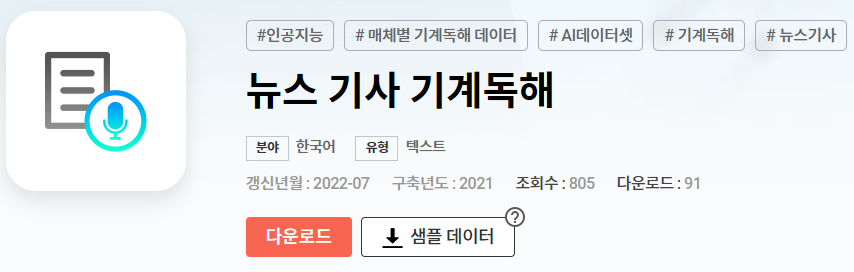 #인공지능 # 매체별 기계독해 데이터 # AI데이터셋 # 기계독해 # 뉴스기사
뉴스 기사 기계독해
분야 한국어 유형 텍스트
갱신년월 : 2022-07 구축년도 : 2021 조회수 : 805 다운로드 : 91
다운로드 샘플 데이터 ?